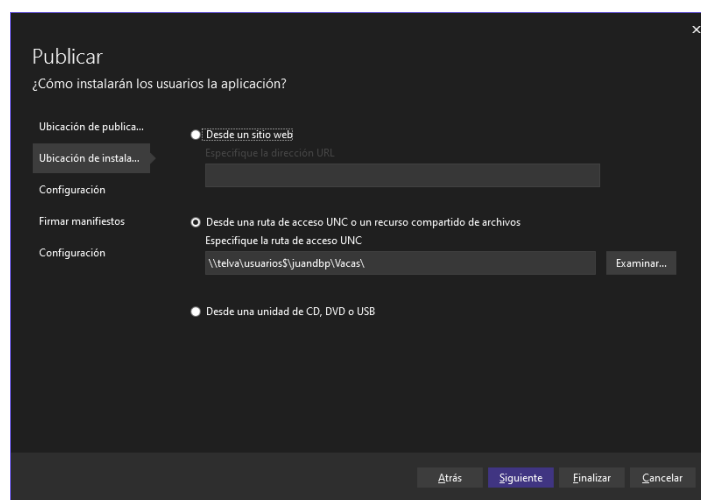 Publicar
¿Cómo instalarán los usuarios la aplicación?
Ubicación de publica...
Ubicación de instala...
Configuración
Firmar manifiestos
Configuración
Desde un sitio web
Especifique la dirección URL
Desde una ruta de acceso UNC o un recurso compartido de archivos
Especifique la ruta de acceso UNC
\\telva\usuarios$\juandbp\Vacas\
Examinar...
Desde una unidad de CD, DVD o USB
Atrás
Siguiente
Finalizar
Cancelar